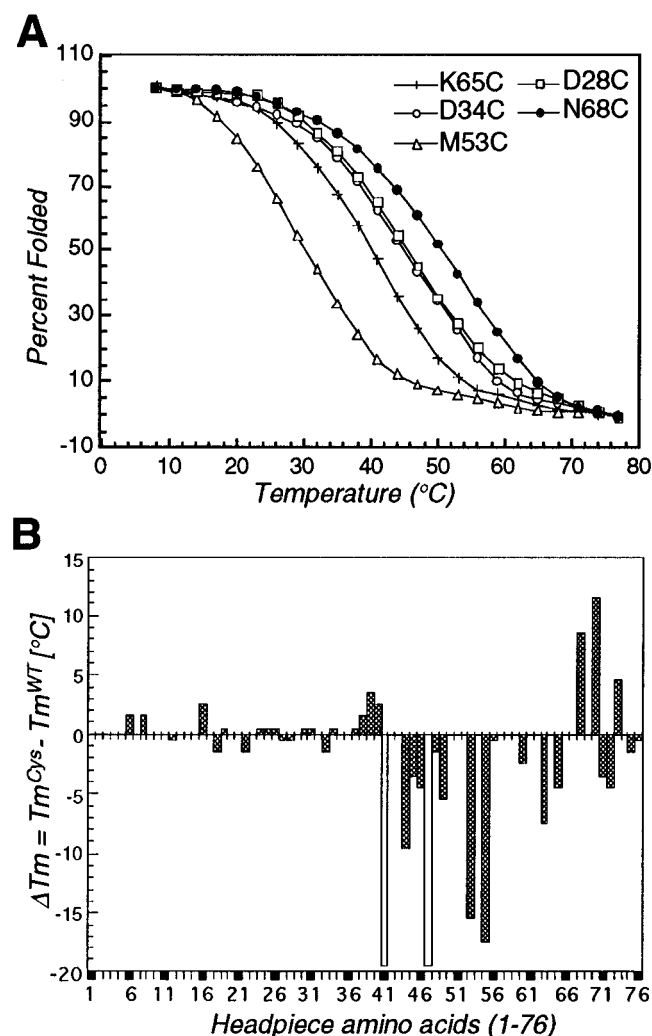 A
110
90
70
50
30
10
-10
Percent Folded
K65C
D28C
D34C
N68C
M53C
0 10 20 30 40 50 60 70 80
Temperature (°C)
B
15
10
5
0
-5
-10
-15
-20
ΔTm = Tm^Cys - Tm^WT [°C]
1 6 11 16 21 26 31 36 41 46 51 56 61 66 71 76
Headpiece amino acids (1-76)